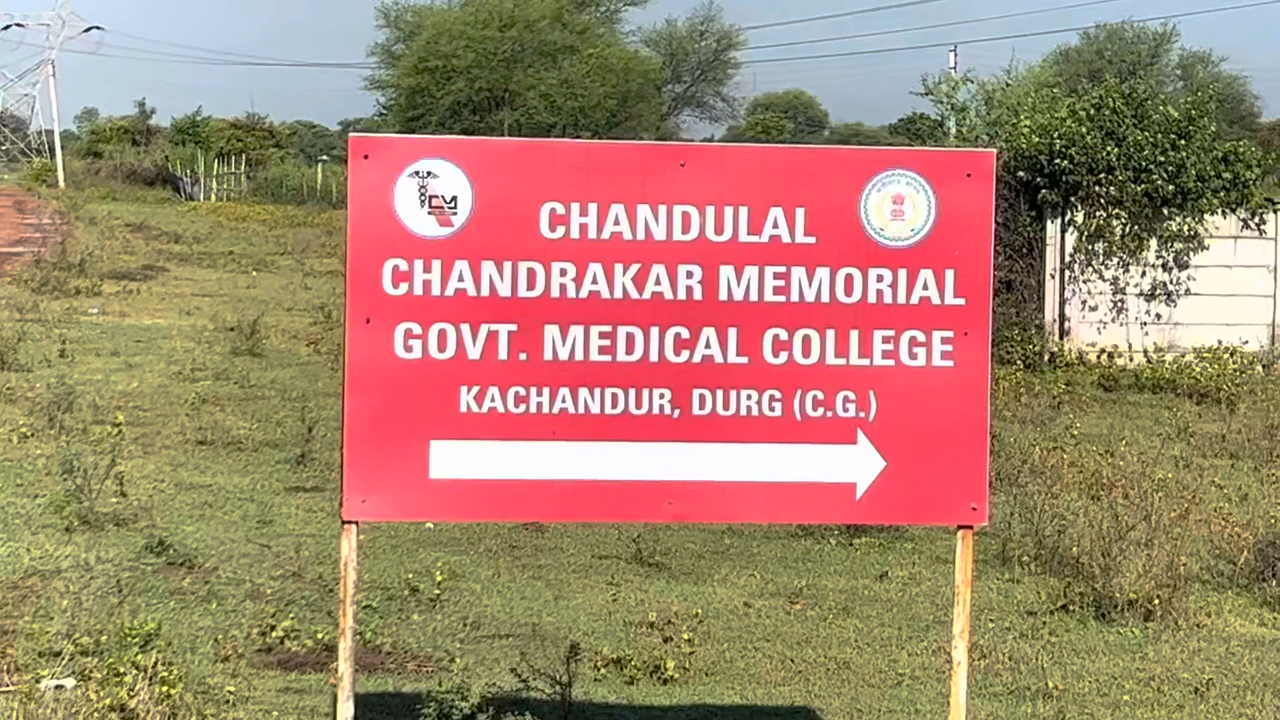 CHANDULAL
CHANDRAKAR MEMORIAL
GOVT. MEDICAL COLLEGE
KACHANDUR, DURG (C.G.)